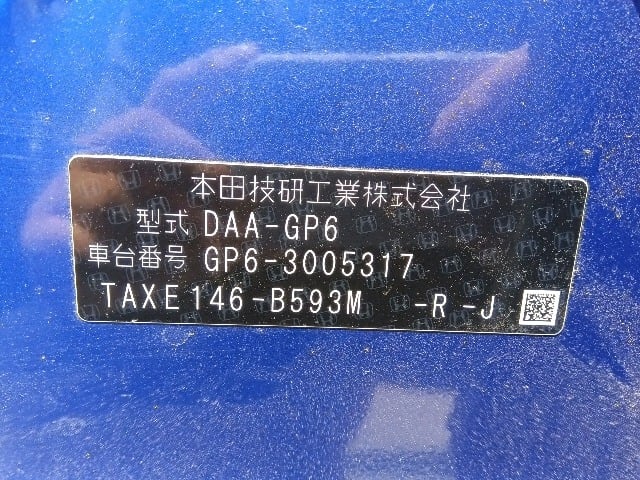 本田技研工業株式会社
型式 DAA-GP6
車台番号 GP6-3005317
TAXE146-B593M -R -J